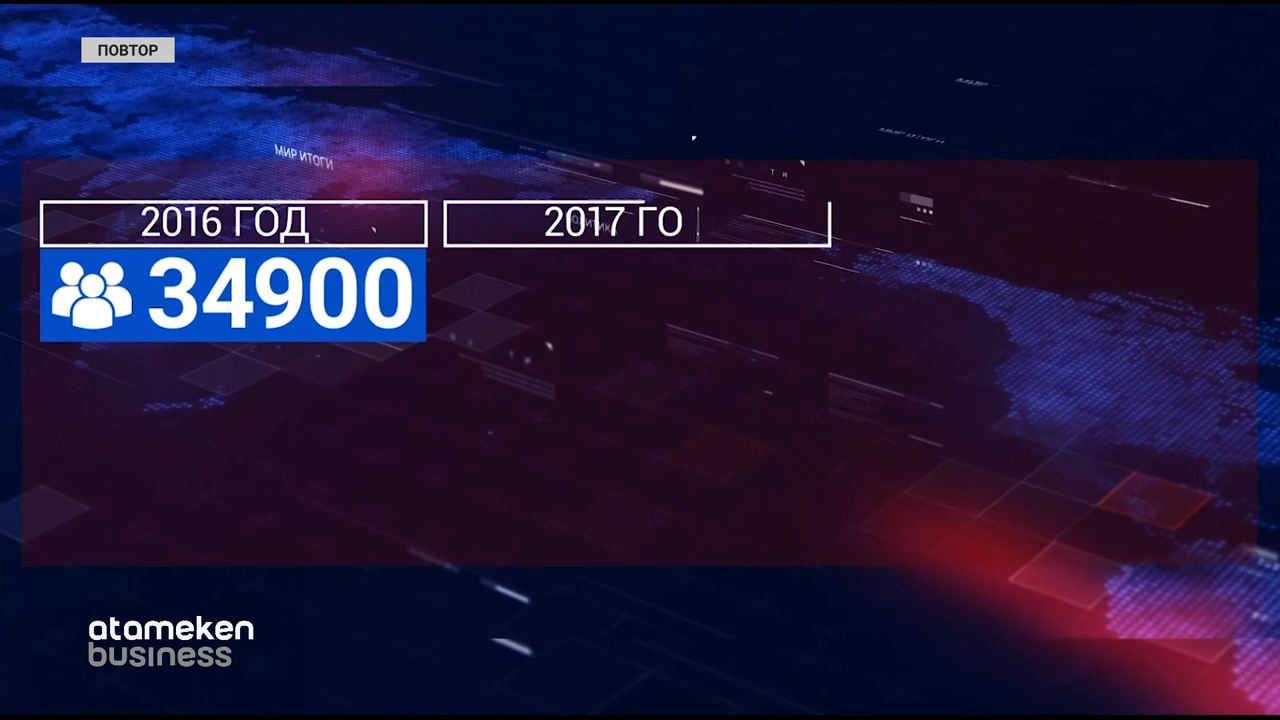 ПОВТОР
МИР ИТОГИ
2016 ГОД
2017 ГО
34900
atameken
business